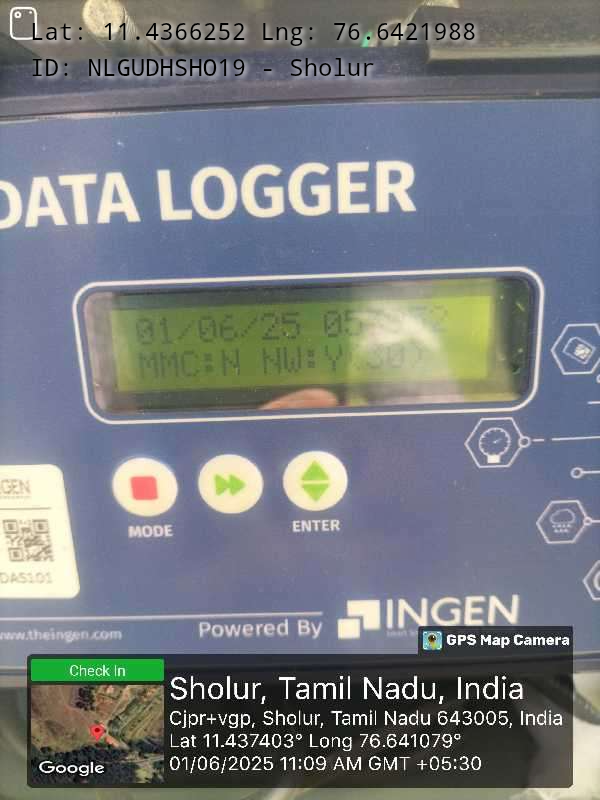 Lat: 11.4366252 Lng: 76.6421988
ID: NLGUDHSHO19 - Sholur
DATA LOGGER
01/06/25
MMC:N NW:Y(30)
MODE
ENTER
DAS101
www.theingen.com
Powered By INGEN
GPS Map Camera
Check In
Google
Sholur, Tamil Nadu, India
Cjpr+vgp, Sholur, Tamil Nadu 643005, India
Lat 11.437403° Long 76.641079°
01/06/2025 11:09 AM GMT +05:30